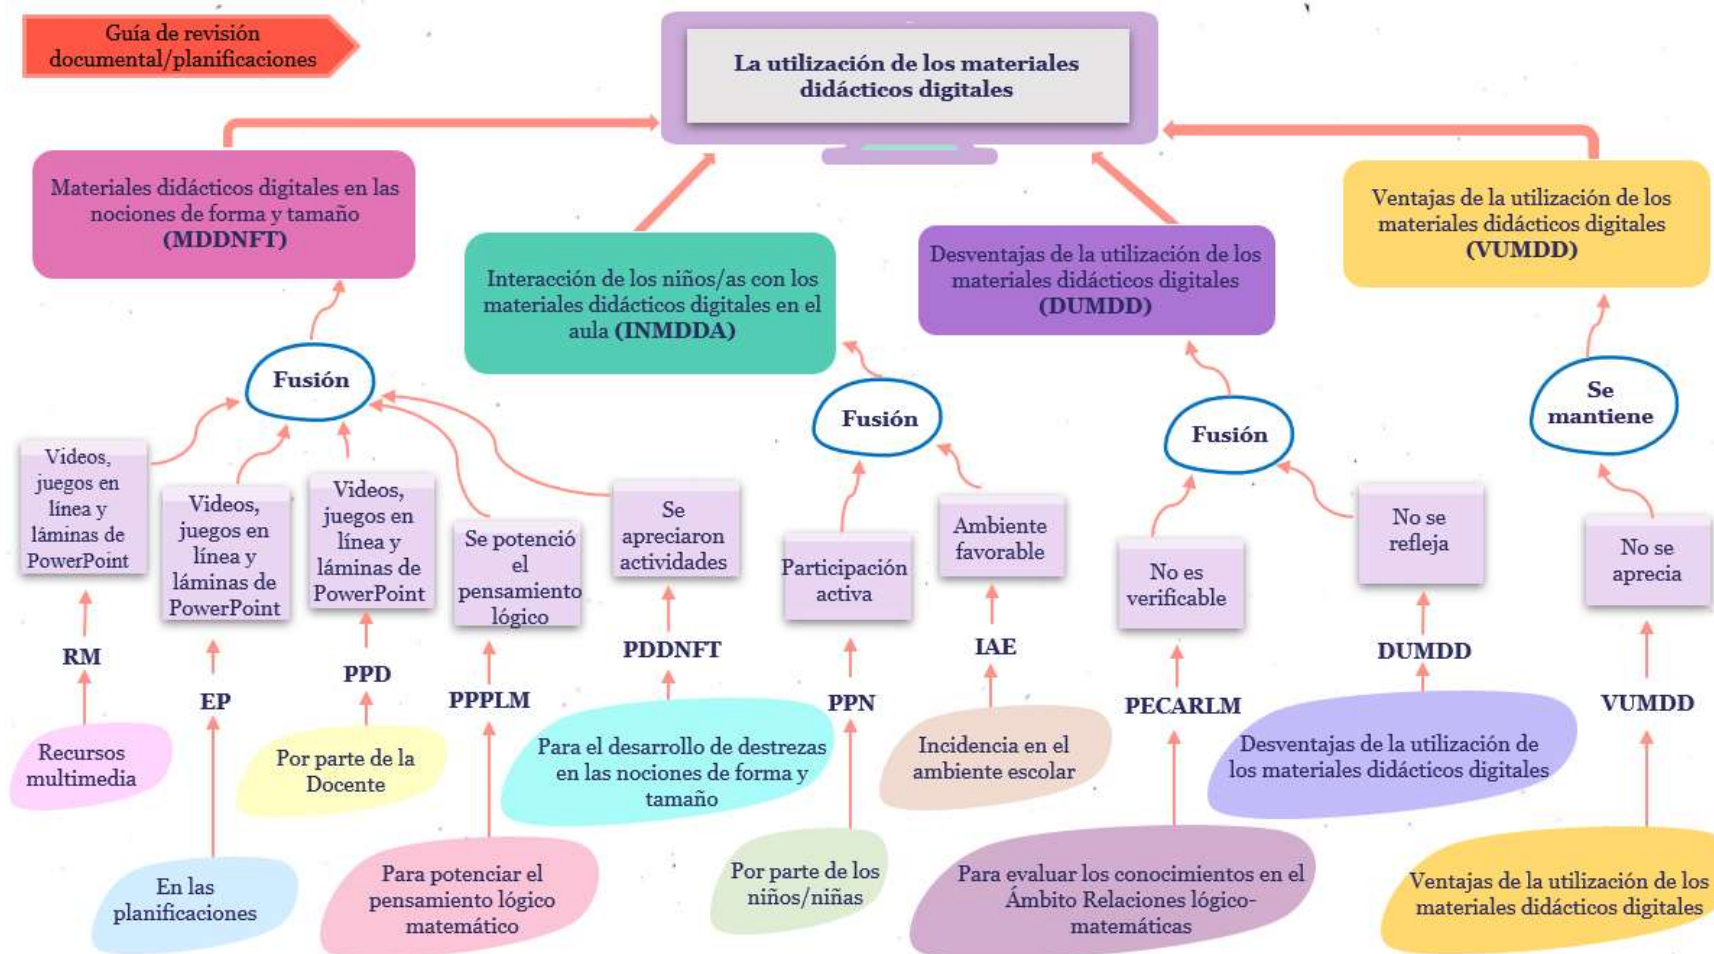 Guía de revisión
documental/planificaciones
La utilización de los materiales
didácticos digitales
Materiales didácticos digitales en las
nociones de forma y tamaño
(MDDNFT)
Interacción de los niños/as con los
materiales didácticos digitales en el
aula (INMDDA)
Desventajas de la utilización de los
materiales didácticos digitales
(DUMDD)
Ventajas de la utilización de los
materiales didácticos digitales
(VUMDD)
Fusión
Fusión
Fusión
Se
mantiene
Videos,
juegos en
línea y
láminas de
PowerPoint
Videos,
juegos en
línea y
láminas de
PowerPoint
Videos,
juegos en
línea y
láminas de
PowerPoint
Se potenció
el
pensamiento
lógico
Se
apreciaron
actividades
Participación
activa
Ambiente
favorable
No es
verificable
No se
refleja
No se
aprecia
RM
EP
PPD
PPPLM
PDDNFT
PPN
IAE
PECARLM
DUMDD
VUMDD
Recursos
multimedia
En las
planificaciones
Por parte de la
Docente
Para potenciar el
pensamiento lógico
matemático
Para el desarrollo de destrezas
en las nociones de forma y
tamaño
Por parte de los
niños/niñas
Incidencia en el
ambiente escolar
Para evaluar los conocimientos en el
Ámbito Relaciones lógico-
matemáticas
Desventajas de la utilización de
los materiales didácticos digitales
Ventajas de la utilización de los
materiales didácticos digitales